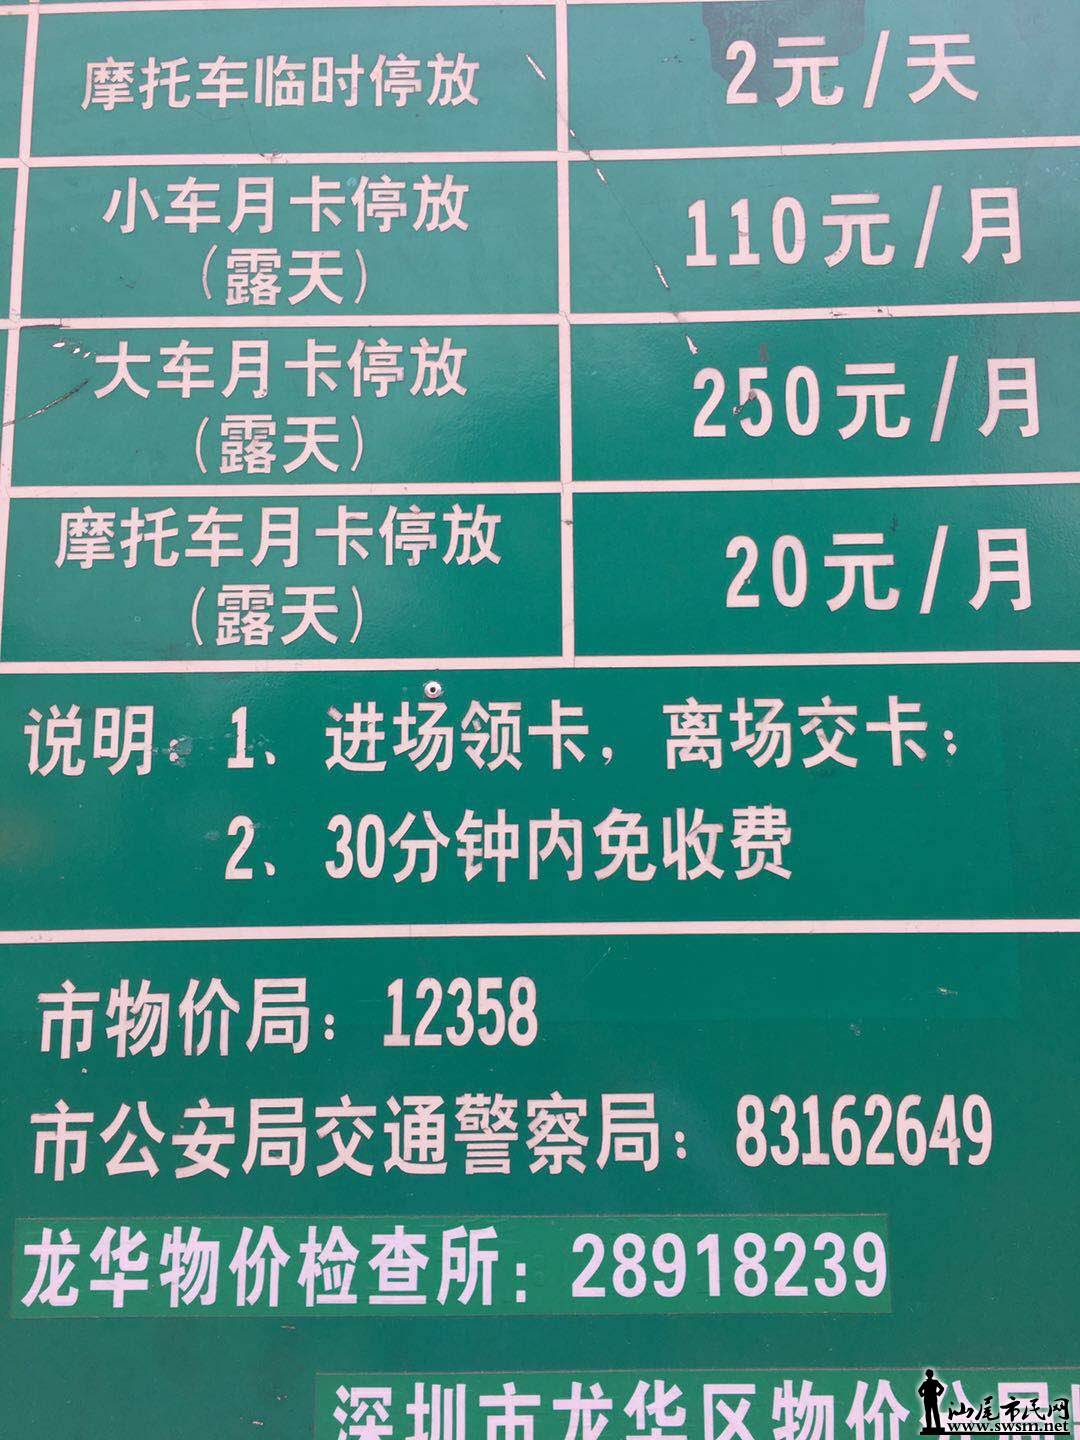 摩托车临时停放 2元/天
小车月卡停放
(露天) 110元/月
大车月卡停放
(露天) 250元/月
摩托车月卡停放
(露天) 20元/月
说明：1、进场领卡，离场交卡；
2、30分钟内免收费
市物价局：12358
市公安局交通警察局：83162649
龙华物价检查所：28918239
深圳市龙华区物价
汕尾市民网
www.swsm.net